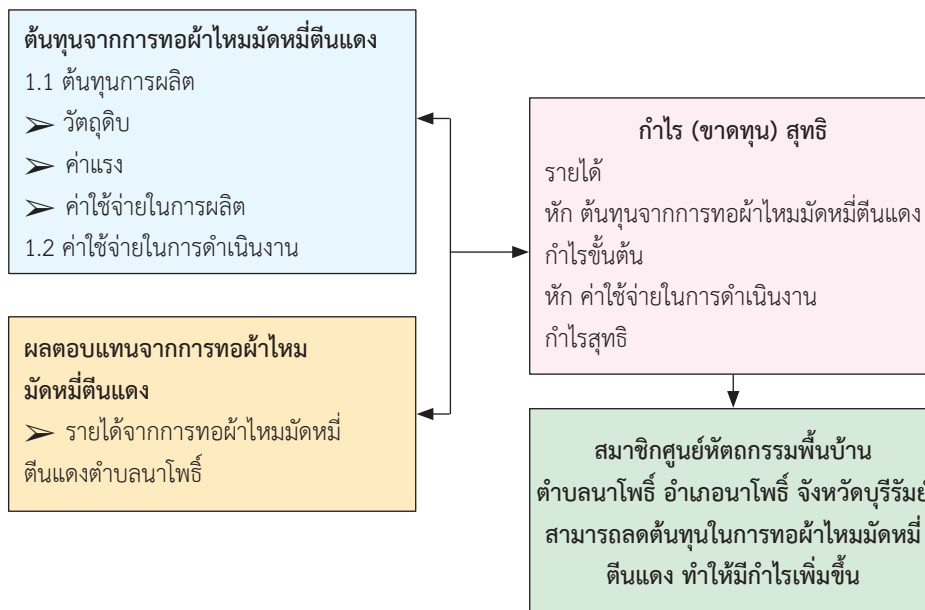 ต้นทุนจากการทอผ้าไหมมัดหมี่ตีนแดง
1.1 ต้นทุนการผลิต
➢ วัตถุดิบ
➢ ค่าแรง
➢ ค่าใช้จ่ายในการผลิต
1.2 ค่าใช้จ่ายในการดำเนินงาน
ผลตอบแทนจากการทอผ้าไหม
มัดหมี่ตีนแดง
➢ รายได้จากการทอผ้าไหมมัดหมี่
ตีนแดงตำบลนาโพธิ์
กำไร (ขาดทุน) สุทธิ
รายได้
หัก ต้นทุนจากการทอผ้าไหมมัดหมี่ตีนแดง
กำไรขั้นต้น
หัก ค่าใช้จ่ายในการดำเนินงาน
กำไรสุทธิ
สมาชิกศูนย์หัตถกรรมพื้นบ้าน
ตำบลนาโพธิ์ อำเภอนาโพธิ์ จังหวัดบุรีรัมย์
สามารถลดต้นทุนในการทอผ้าไหมมัดหมี่
ตีนแดง ทำให้มีกำไรเพิ่มขึ้น